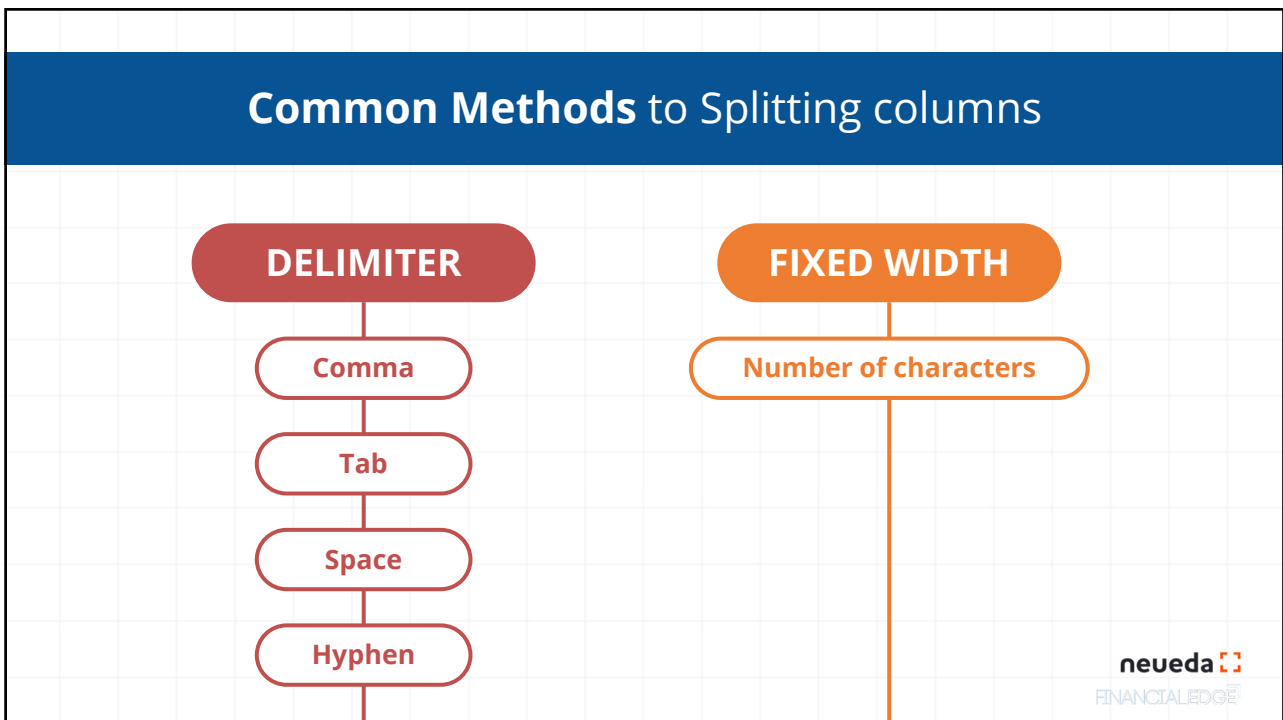 Common Methods to Splitting columns
DELIMITER
Comma
Tab
Space
Hyphen
FIXED WIDTH
Number of characters
neueda
FINANCIALEDGE